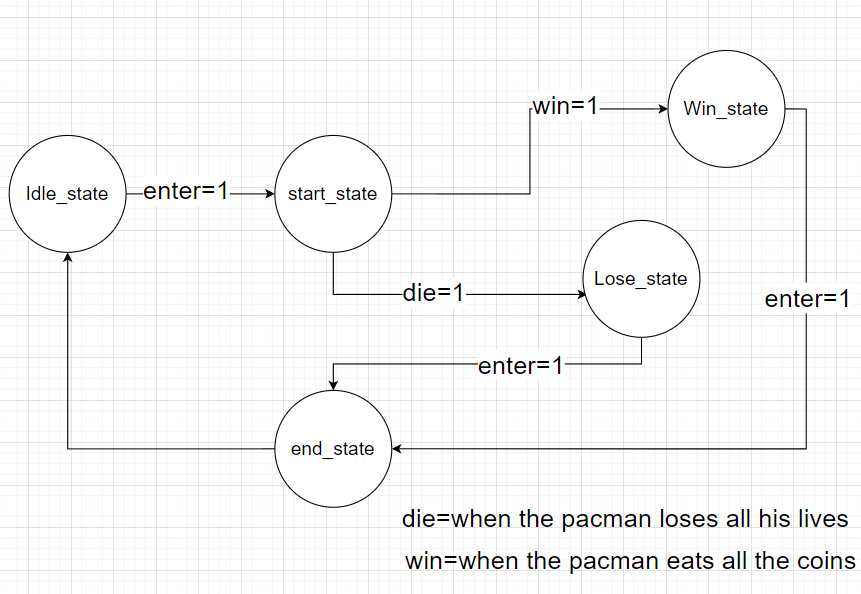 win=1
Win_state
Idle_state
enter=1
start_state
die=1
Lose_state
enter=1
enter=1
end_state
die=when the pacman loses all his lives
win=when the pacman eats all the coins